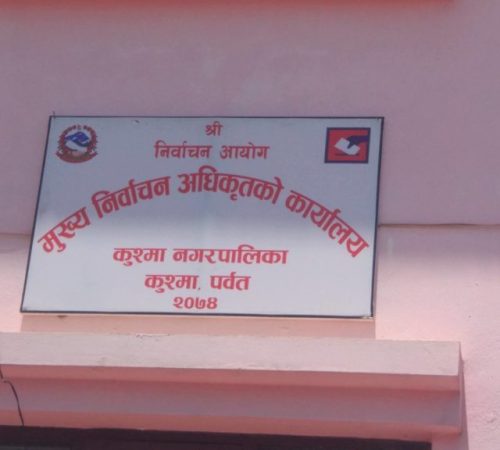 श्री
निर्वाचन आयोग
मुख्य निर्वाचन अधिकृतको कार्यालय
कुश्मा नगरपालिका
कुश्मा, पर्वत
२०७४